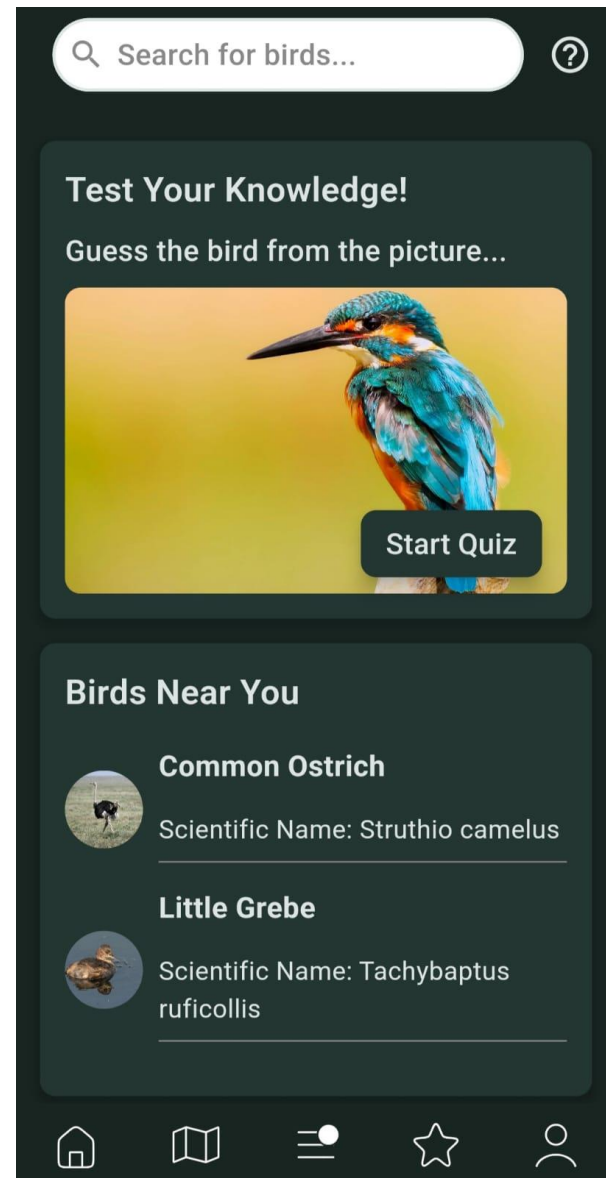 Search for birds...
Test Your Knowledge!
Guess the bird from the picture...
Start Quiz
Birds Near You
Common Ostrich
Scientific Name: Struthio camelus
Little Grebe
Scientific Name: Tachybaptus
ruficollis